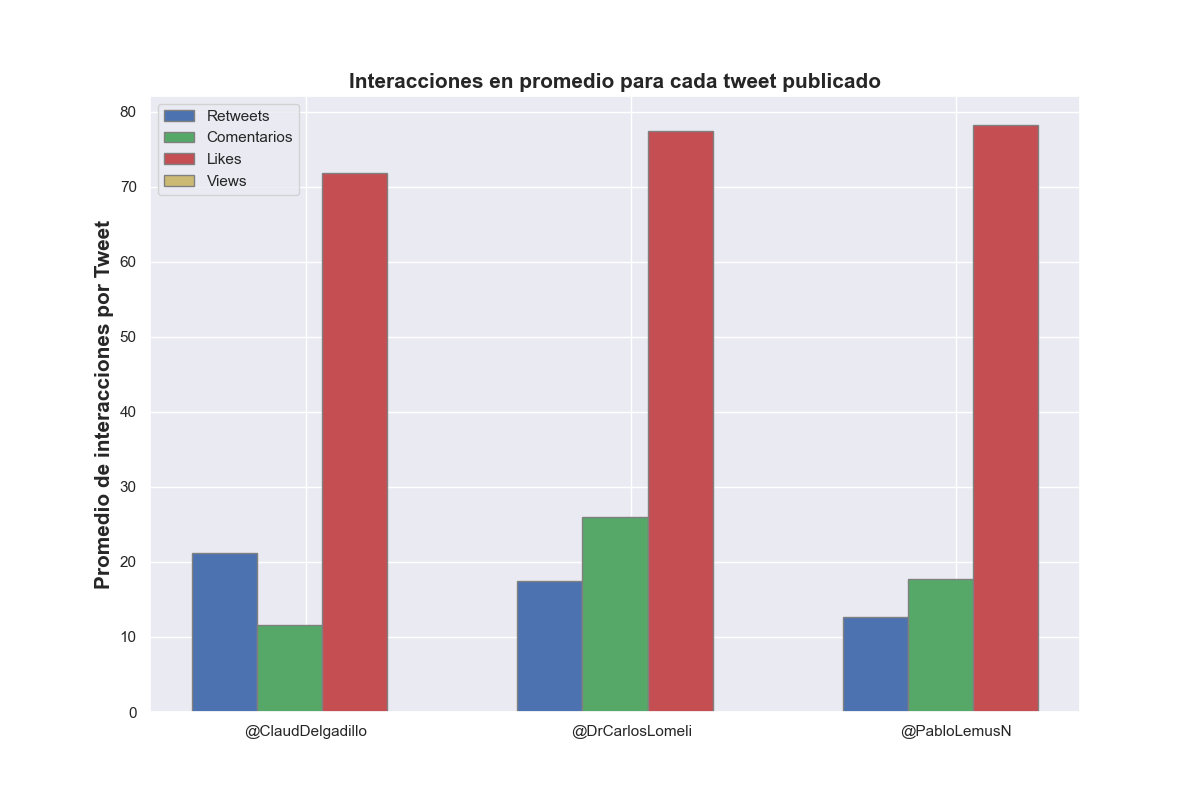 Interacciones en promedio para cada tweet publicado
Retweets
Comentarios
Likes
Views
Promedio de interacciones por Tweet
80
70
60
50
40
30
20
10
0
@ClaudDelgadillo
@DrCarlosLomeli
@PabloLemusN